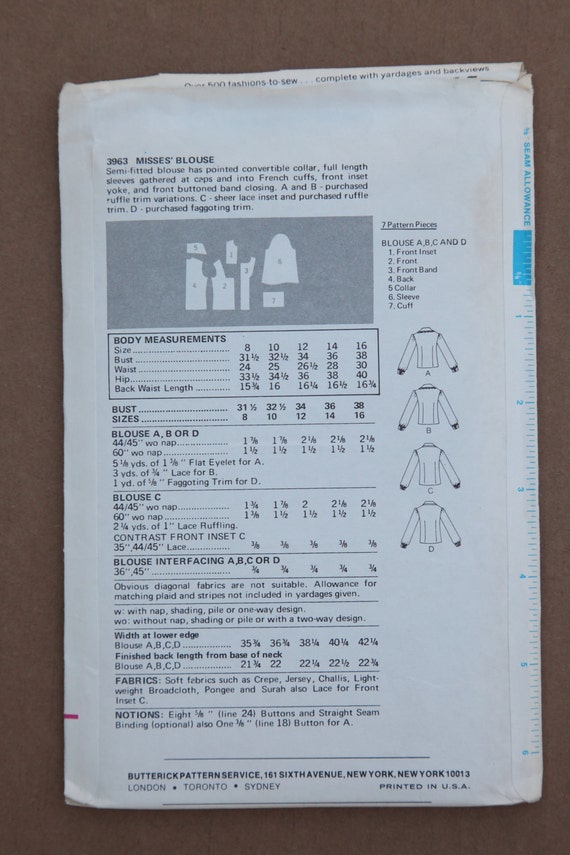 Over 500 fashions-to-sew... complete with yardages and backviews
3963 MISSES' BLOUSE
Semi-fitted blouse has pointed convertible collar, full length
sleeves gathered at caps and into French cuffs, front inset
yoke, and front buttoned band closing. A and B - purchased
ruffle trim variations. C - sheer lace inset and purchased ruffle
trim. D - purchased faggoting trim.
7 Pattern Pieces
BLOUSE A,B,C AND D
1. Front Inset
2. Front
3. Front Band
4. Back
5 Collar
6. Sleeve
7. Cuff
5
1
3
6
4
2
7
BODY MEASUREMENTS
Size 8 10 12 14 16
Bust 31½ 32½ 34 36 38
Waist 24 25 26½ 28 30
Hip 33½ 34½ 36 38 40
Back Waist Length 15¾ 16 16¼ 16½ 16¾
BUST 31½ 32½ 34 36 38
SIZES 8 10 12 14 16
BLOUSE A, B OR D
44/45" wo nap 1⅞ 1⅞ 2⅛ 2⅛ 2⅛
60" wo nap 1½ 1½ 1½ 1½ 1½
5⅛ yds. of 1⅜" Flat Eyelet for A.
3 yds. of ¾" Lace for B.
1 yd. of ⅝" Faggoting Trim for D.
BLOUSE C
44/45" wo nap 1¾ 1⅞ 2 2⅛ 2⅛
60" wo nap 1⅜ 1½ 1½ 1½ 1½
2¼ yds. of 1" Lace Ruffling.
CONTRAST FRONT INSET C
35",44/45" Lace ⅜ ⅜ ⅜ ⅜ ⅜
BLOUSE INTERFACING A,B,C OR D
36",45" ¾ ¾ ¾ ¾ ¾
Obvious diagonal fabrics are not suitable. Allowance for
matching plaid and stripes not included in yardages given.
w: with nap, shading, pile or one-way design.
wo: without nap, shading or pile or with a two-way design.
Width at lower edge
Blouse A,B,C,D 35¾ 36¾ 38¼ 40¼ 42¼
Finished back length from base of neck
Blouse A,B,C,D 21¾ 22 22¼ 22½ 22¾
FABRICS: Soft fabrics such as Crepe, Jersey, Challis, Light-
weight Broadcloth, Pongee and Surah also Lace for Front
Inset C.
NOTIONS: Eight ⅝" (line 24) Buttons and Straight Seam
Binding (optional) also One ⅜" (line 18) Button for A.
A
B
C
D
⅝" SEAM ALLOWANCE
⅝"
1
2
3
4
5
6
BUTTERICK PATTERN SERVICE, 161 SIXTH AVENUE, NEW YORK, NEW YORK 10013
LONDON • TORONTO • SYDNEY PRINTED IN U.S.A.